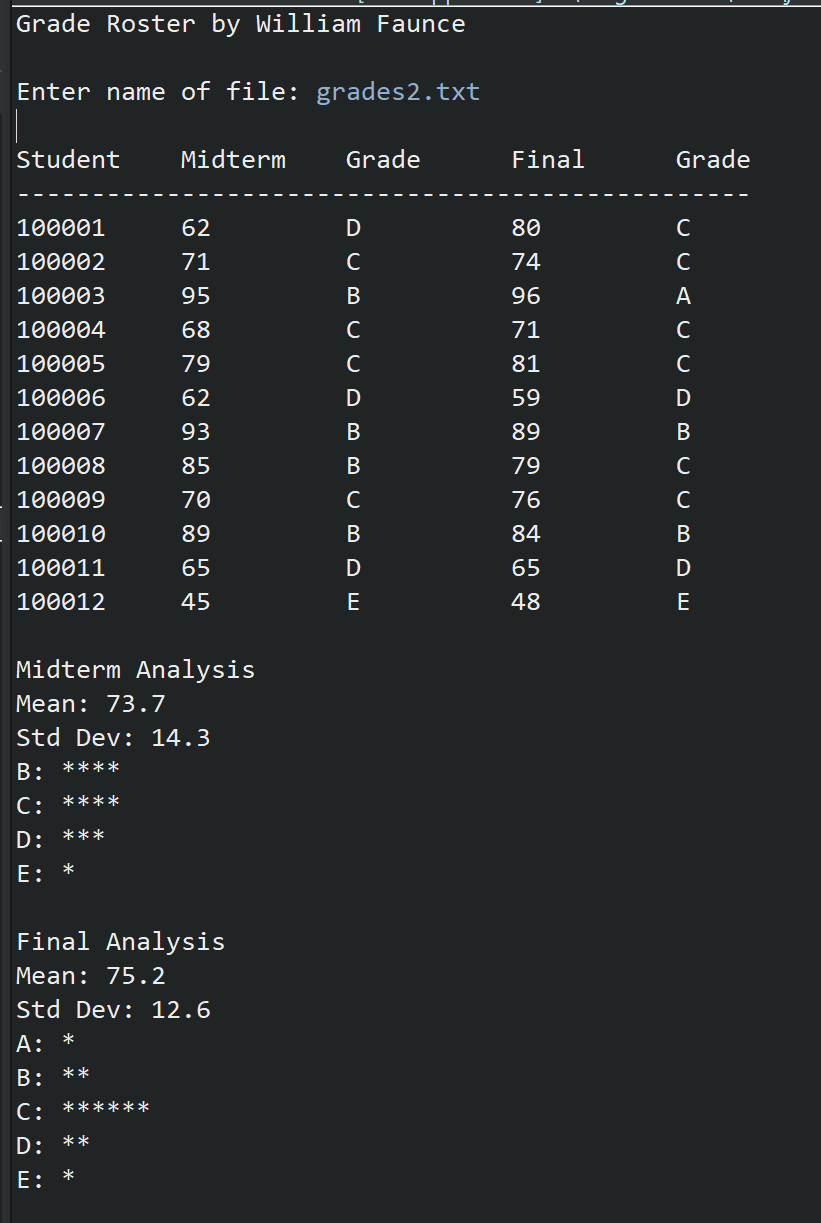 Grade Roster by William Faunce
Enter name of file: grades2.txt
Student Midterm Grade Final Grade
-------------------------------------------------
100001 62 D 80 C
100002 71 C 74 C
100003 95 B 96 A
100004 68 C 71 C
100005 79 C 81 C
100006 62 D 59 D
100007 93 B 89 B
100008 85 B 79 C
100009 70 C 76 C
100010 89 B 84 B
100011 65 D 65 D
100012 45 E 48 E
Midterm Analysis
Mean: 73.7
Std Dev: 14.3
B: ****
C: ****
D: ***
E: *
Final Analysis
Mean: 75.2
Std Dev: 12.6
A: *
B: **
C: ******
D: **
E: *